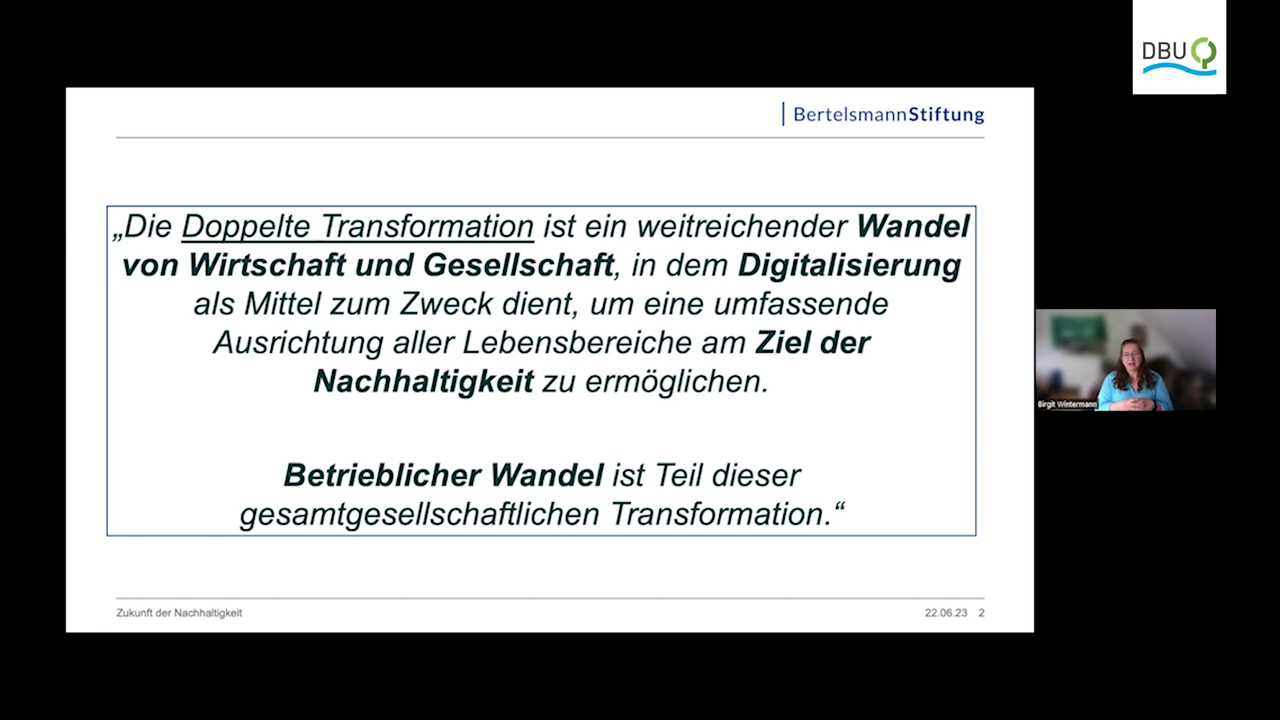 DBU
BertelsmannStiftung
„Die Doppelte Transformation ist ein weitreichender Wandel
von Wirtschaft und Gesellschaft, in dem Digitalisierung
als Mittel zum Zweck dient, um eine umfassende
Ausrichtung aller Lebensbereiche am Ziel der
Nachhaltigkeit zu ermöglichen.
Betrieblicher Wandel ist Teil dieser
gesamtgesellschaftlichen Transformation.“
Birgit Wintermann
Zukunft der Nachhaltigkeit
22.06.23 2